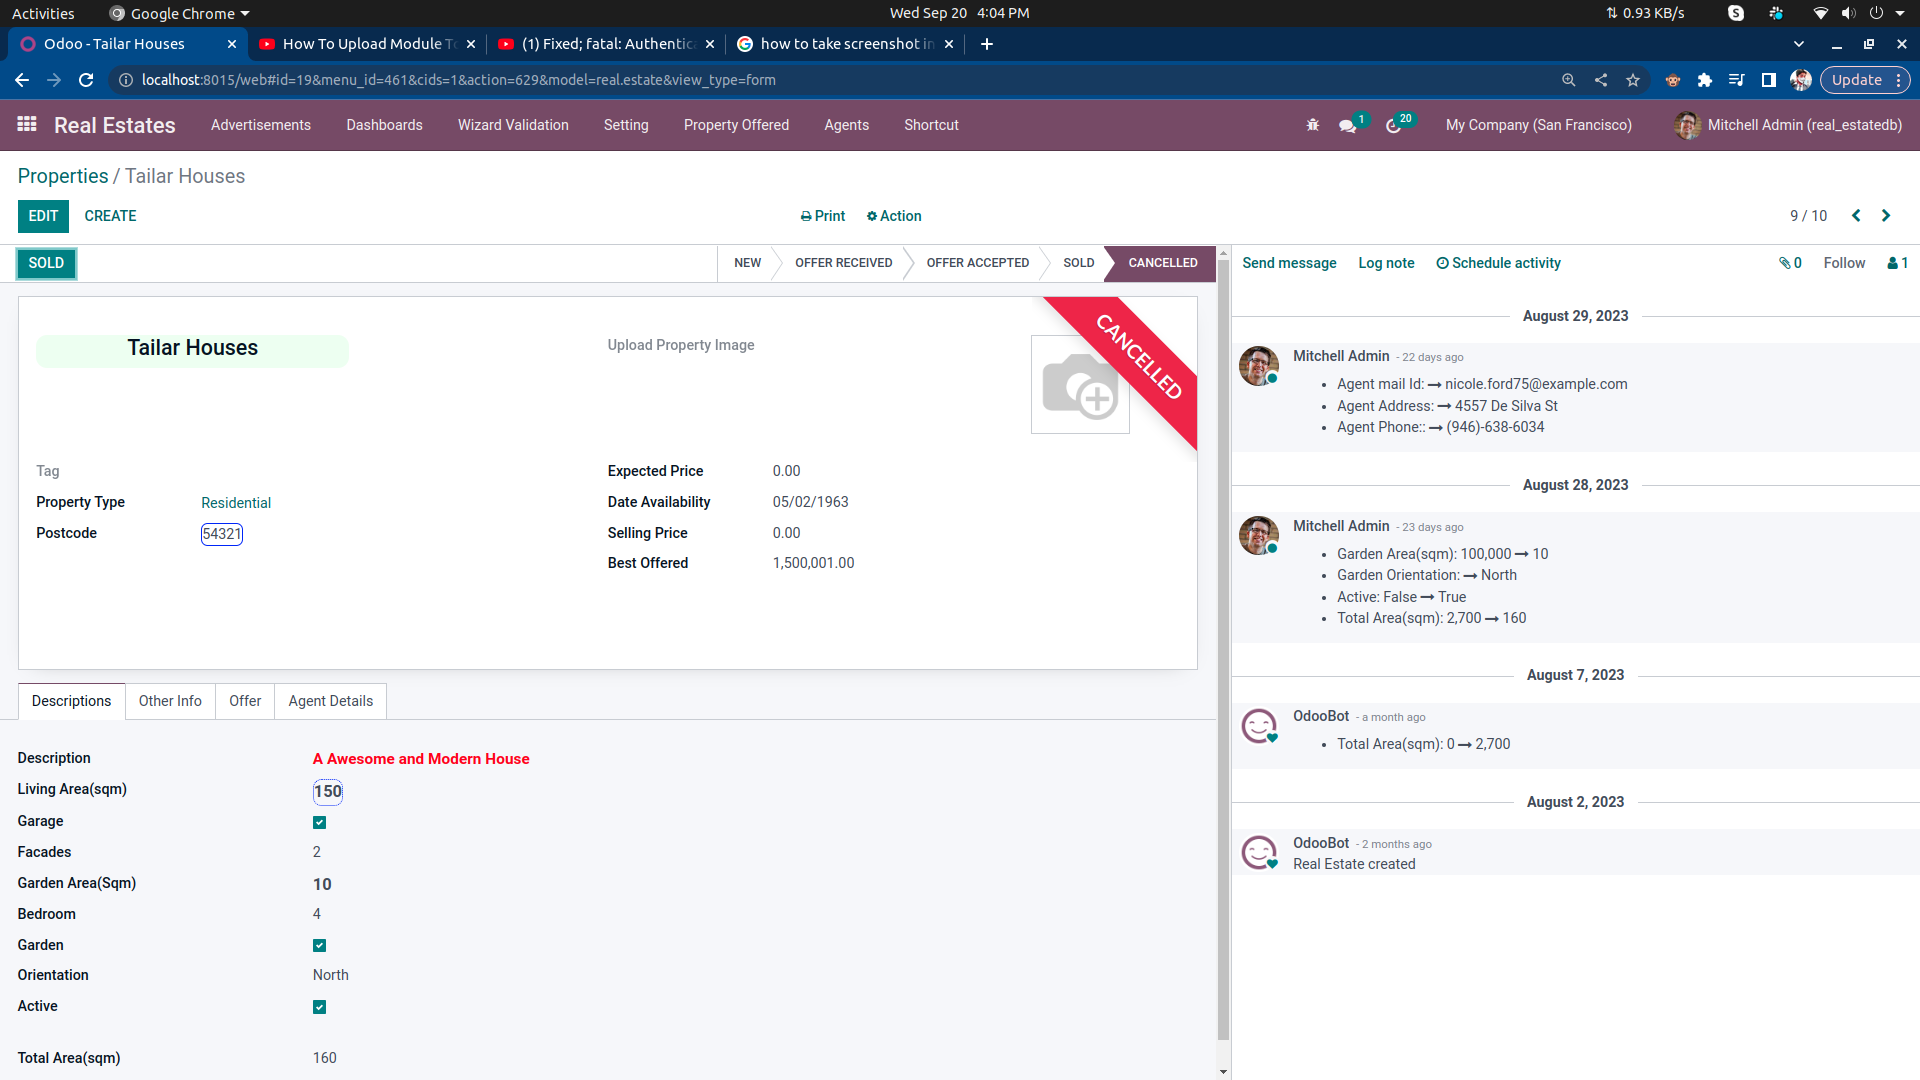 Activities
Google Chrome
Wed Sep 20 4:04 PM
0.93 KB/s
Odoo - Tailar Houses
How To Upload Module To
(1) Fixed; fatal: Authentic
how to take screenshot in
localhost:8015/web#id=19&menu_id=461&cids=1&action=629&model=real.estate&view_type=form
Update
Real Estates
Advertisements
Dashboards
Wizard Validation
Setting
Property Offered
Agents
Shortcut
1
20
My Company (San Francisco)
Mitchell Admin (real_estatedb)
Properties / Tailar Houses
EDIT
CREATE
Print
Action
9 / 10
SOLD
NEW
OFFER RECEIVED
OFFER ACCEPTED
SOLD
CANCELLED
Tailar Houses
Upload Property Image
CANCELLED
Tag
Property Type Residential
Postcode 54321
Expected Price 0.00
Date Availability 05/02/1963
Selling Price 0.00
Best Offered 1,500,001.00
Descriptions
Other Info
Offer
Agent Details
Description A Awesome and Modern House
Living Area(sqm) 150
Garage
Facades 2
Garden Area(Sqm) 10
Bedroom 4
Garden
Orientation North
Active
Total Area(sqm) 160
Send message
Log note
Schedule activity
0
Follow
1
August 29, 2023
Mitchell Admin - 22 days ago
• Agent mail Id: → nicole.ford75@example.com
• Agent Address: → 4557 De Silva St
• Agent Phone:: → (946)-638-6034
August 28, 2023
Mitchell Admin - 23 days ago
• Garden Area(sqm): 100,000 → 10
• Garden Orientation: → North
• Active: False → True
• Total Area(sqm): 2,700 → 160
August 7, 2023
OdooBot - a month ago
• Total Area(sqm): 0 → 2,700
August 2, 2023
OdooBot - 2 months ago
Real Estate created